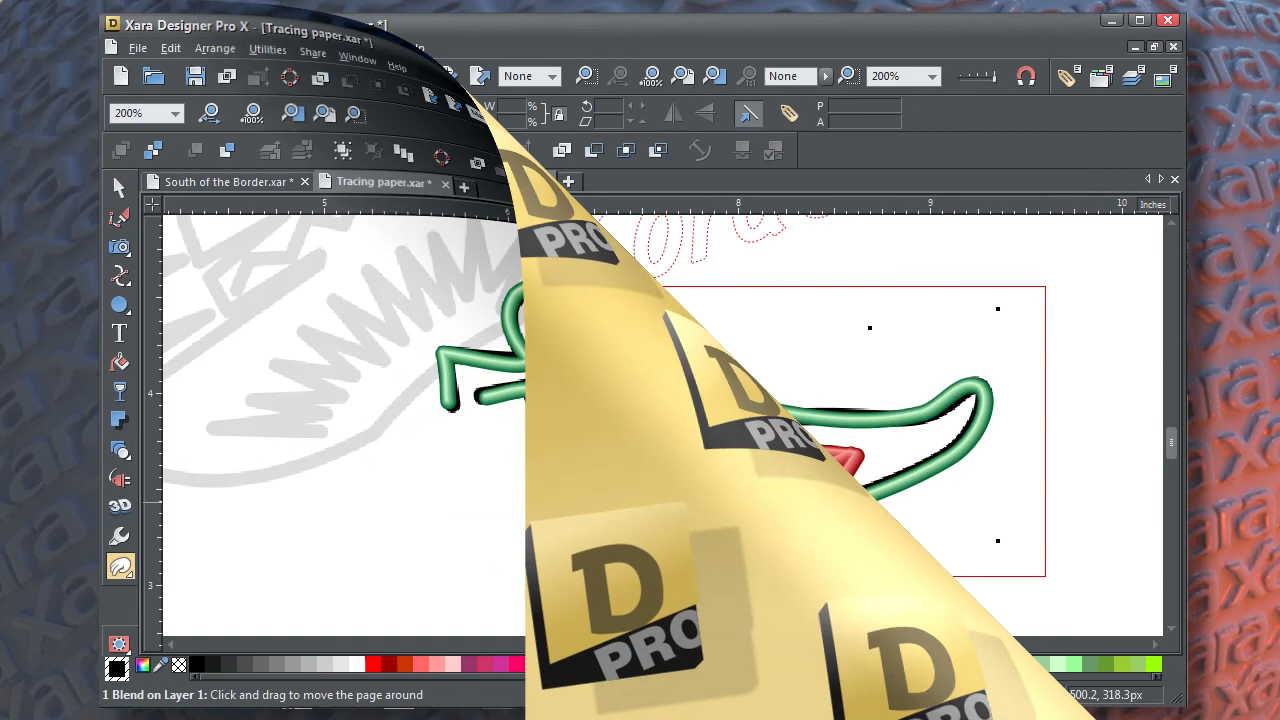 Xara Designer Pro X - [Tracing paper.xar *]
File Edit Arrange Utilities Share Window Help
None None 200%
200% W % % P A
South of the Border.xar * Tracing paper.xar *
5 6 8 9 10 Inches
4
3
T
3D
D
PRO
D
PRO
D
PRO
D
PRO
1 Blend on Layer 1: Click and drag to move the page around
500.2, 318.3px
xara